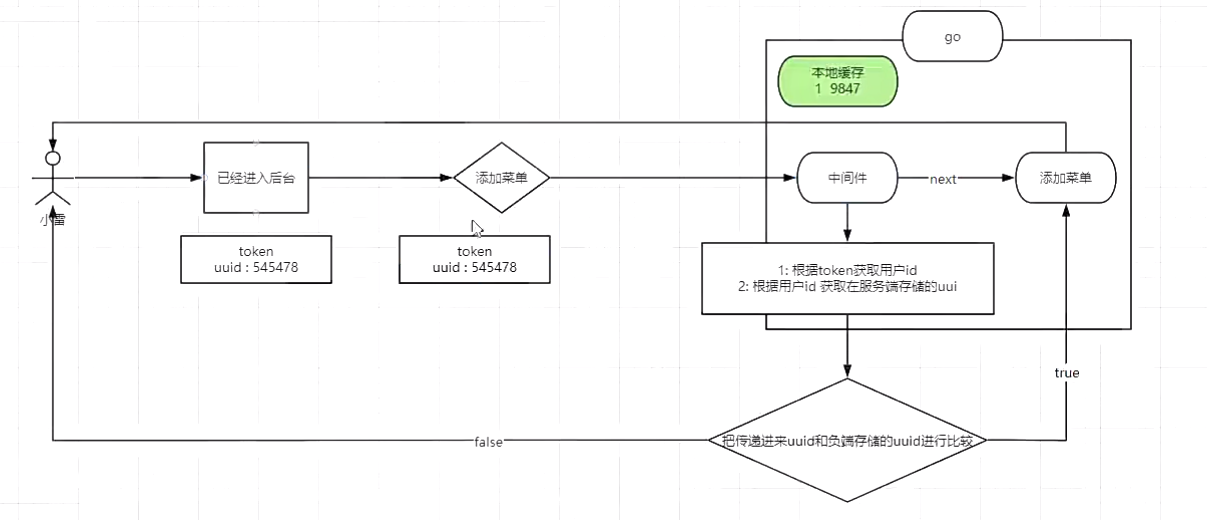 go
本地缓存
1 9847
已经进入后台
添加菜单
中间件
next
添加菜单
小雷
token
uuid : 545478
token
uuid : 545478
1: 根据token获取用户id
2: 根据用户id 获取在服务端存储的uui
true
false
把传递进来uuid和负端存储的uuid进行比较